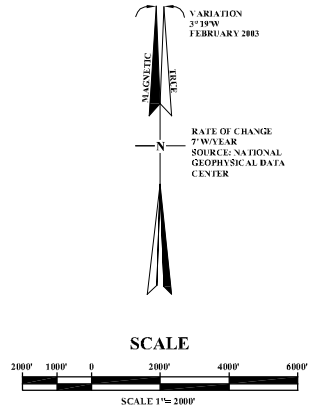 VARIATION
3° 19'W
FEBRUARY 2003
MAGNETIC
TRUE
N
RATE OF CHANGE
7' W/YEAR
SOURCE: NATIONAL
GEOPHYSICAL DATA
CENTER
SCALE
2000' 1000' 0 2000' 4000' 6000'
SCALE 1"= 2000'